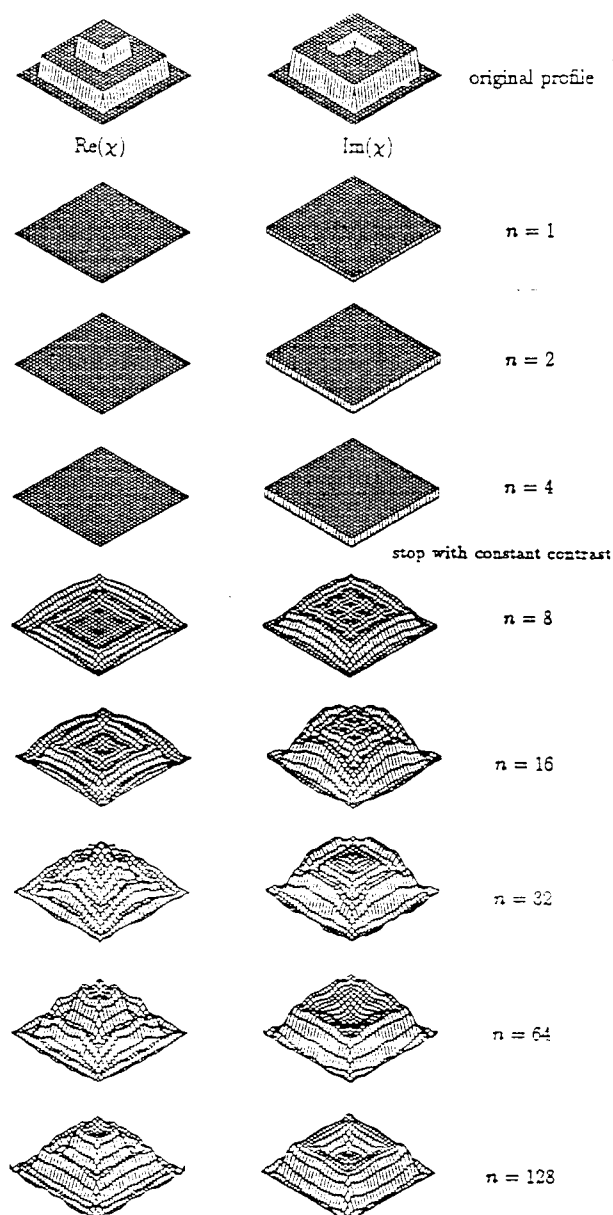 original profile
Re(χ) Im(χ)
n = 1
n = 2
n = 4
stop with constant contrast
n = 8
n = 16
n = 32
n = 64
n = 128